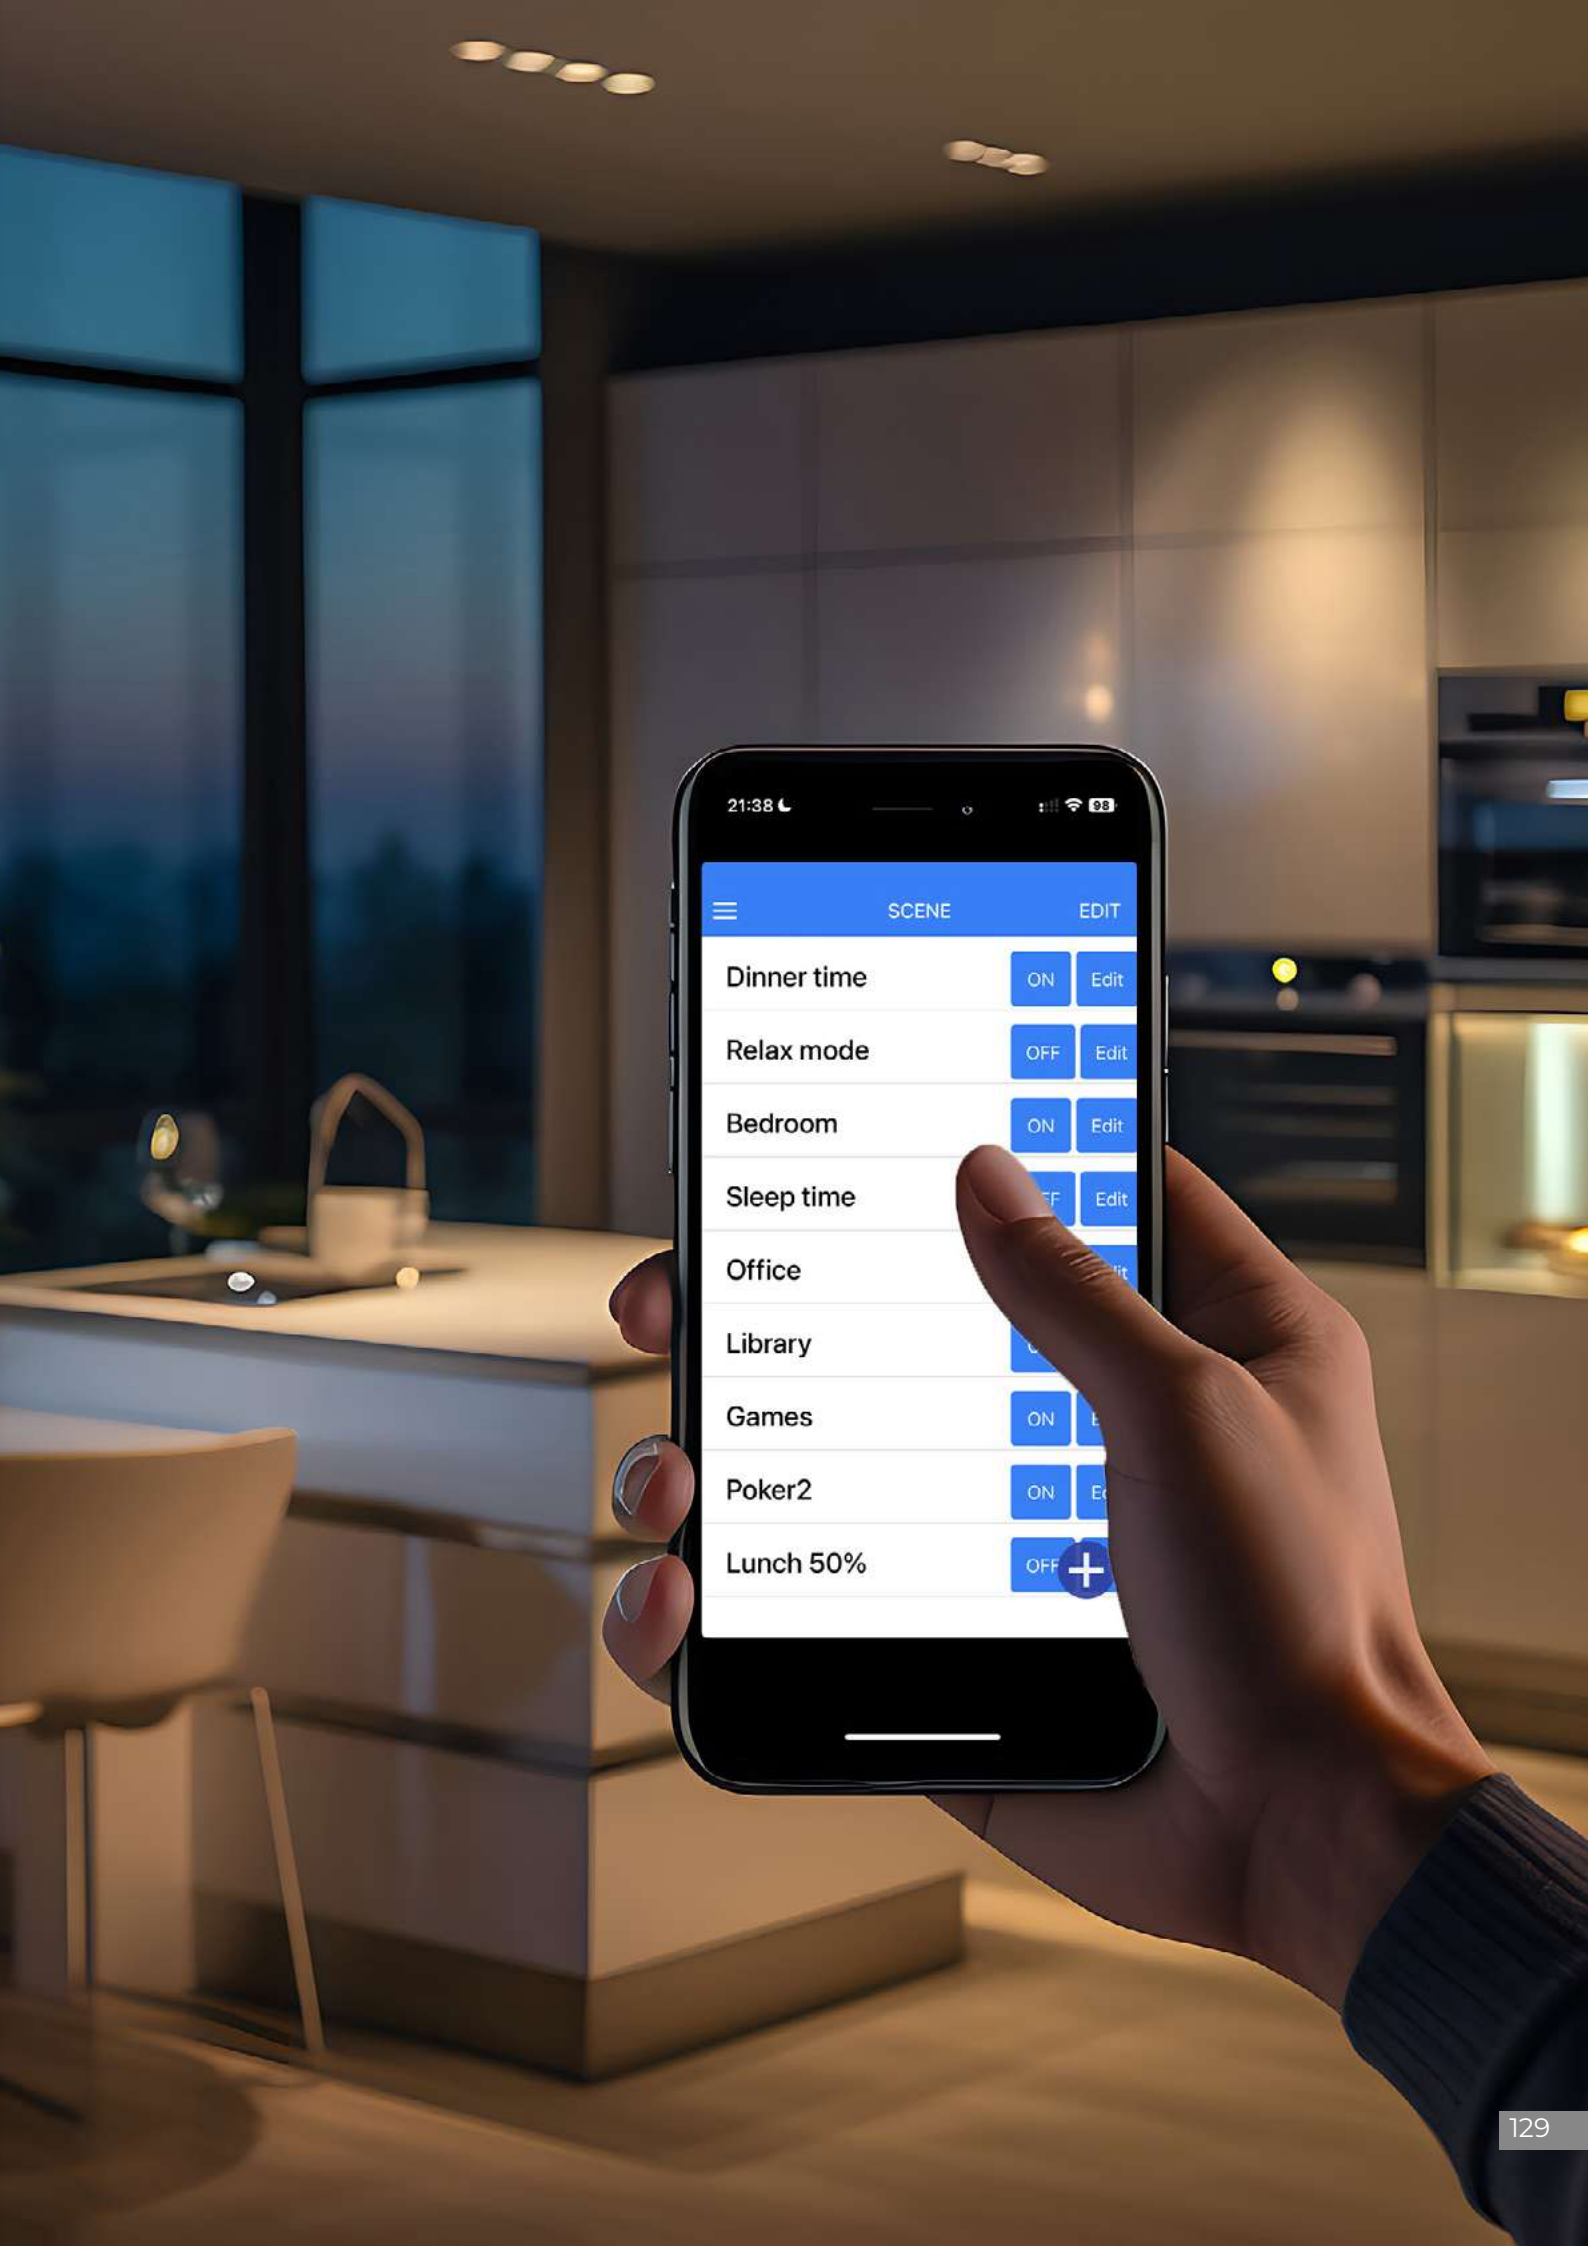 21:38
98
SCENE EDIT
Dinner time ON Edit
Relax mode OFF Edit
Bedroom ON Edit
Sleep time Edit
Office
Library
Games ON
Poker2 ON
Lunch 50% OFF
129